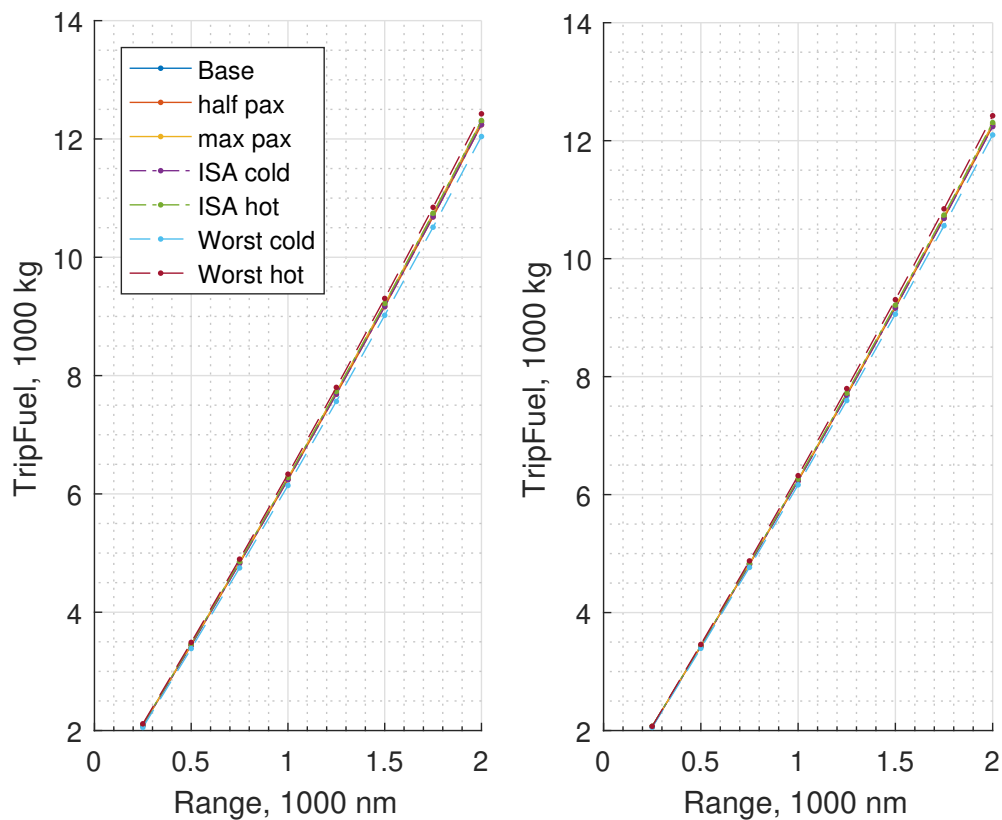 14
12
10
8
6
4
2
0
0.5
1
1.5
2
TripFuel, 1000 kg
Range, 1000 nm
Base
half pax
max pax
ISA cold
ISA hot
Worst cold
Worst hot
14
12
10
8
6
4
2
0
0.5
1
1.5
2
TripFuel, 1000 kg
Range, 1000 nm